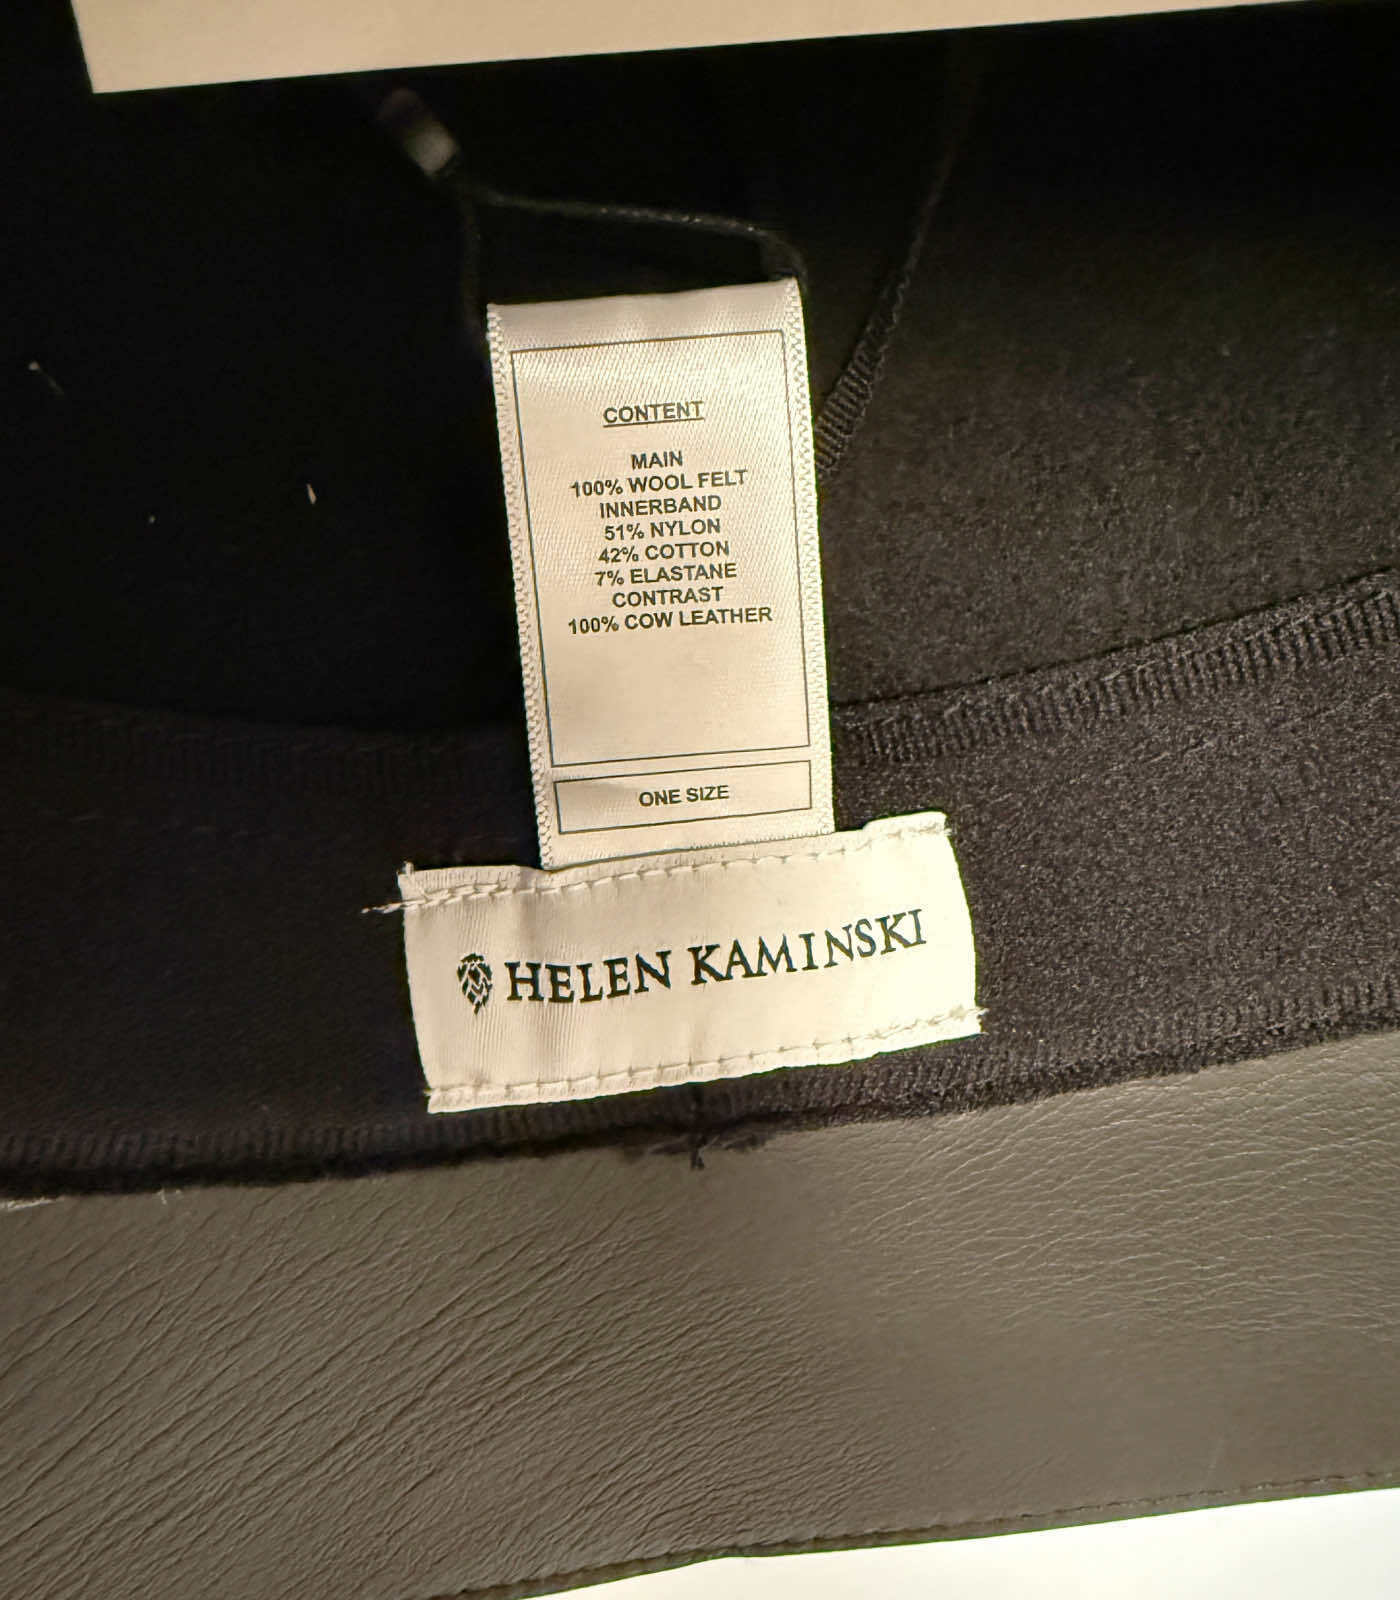 CONTENT
MAIN
100% WOOL FELT
INNERBAND
51% NYLON
42% COTTON
7% ELASTANE
CONTRAST
100% COW LEATHER
ONE SIZE
HELEN KAMINSKI